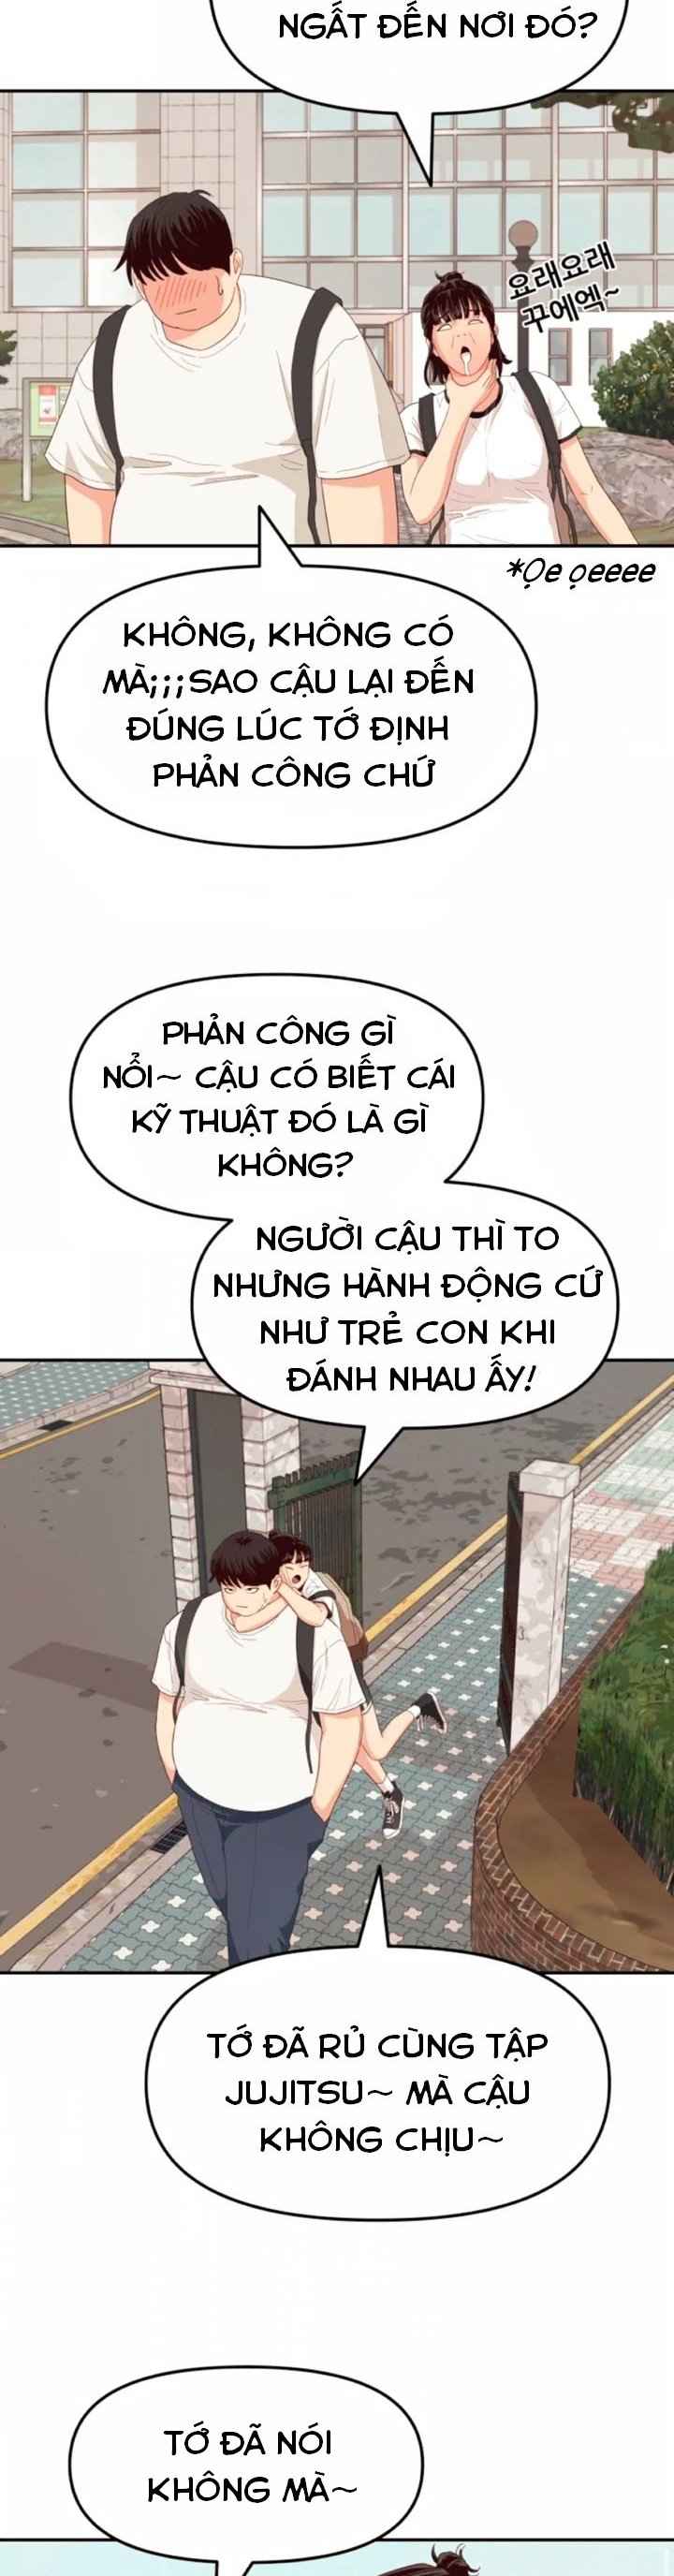 NGẤT ĐẾN NƠI ĐÓ?
요래요래
꾸에엑~
*Ọe ọeeee
KHÔNG, KHÔNG CÓ
MÀ;;;SAO CẬU LẠI ĐẾN
ĐÚNG LÚC TỚ ĐỊNH
PHẢN CÔNG CHỨ
PHẢN CÔNG GÌ
NỔI~ CẬU CÓ BIẾT CÁI
KỸ THUẬT ĐÓ LÀ GÌ
KHÔNG?
NGƯỜI CẬU THÌ TO
NHƯNG HÀNH ĐỘNG CỨ
NHƯ TRẺ CON KHI
ĐÁNH NHAU ẤY!
TỚ ĐÃ RỦ CÙNG TẬP
JUJITSU~ MÀ CẬU
KHÔNG CHỊU~
TỚ ĐÃ NÓI
KHÔNG MÀ~